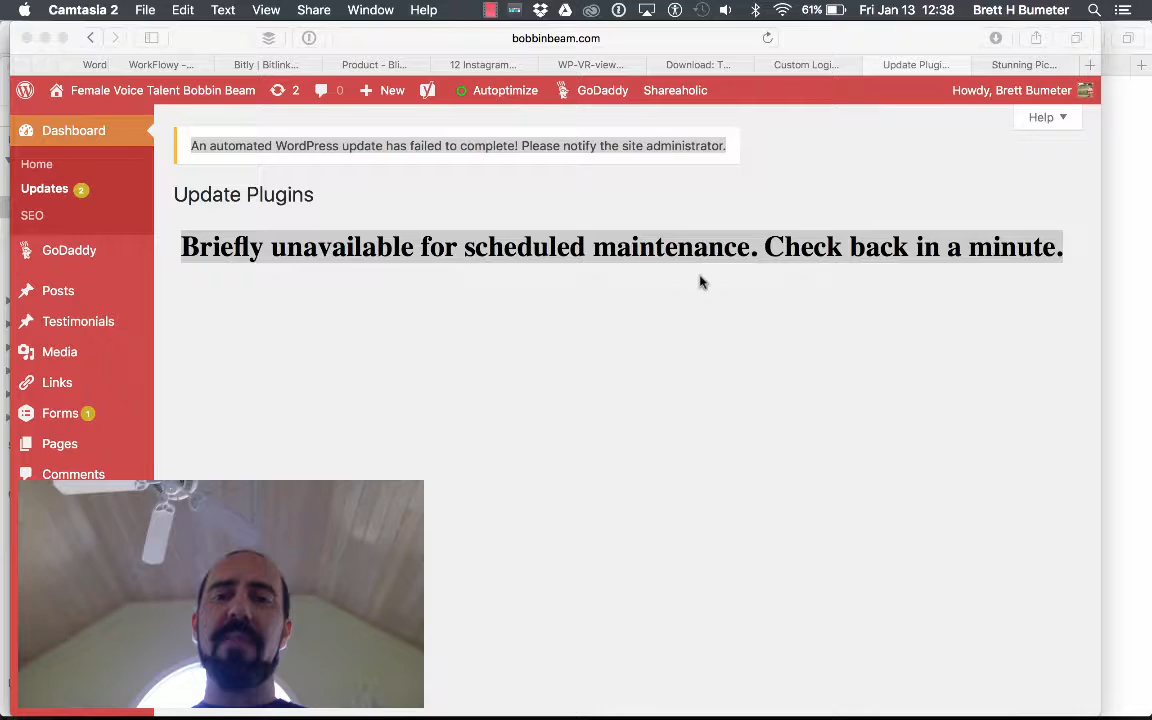 Camtasia 2 File Edit Text View Share Window Help 61% Fri Jan 13 12:38 Brett H Bumeter
bobbinbeam.com
Word WorkFlowy -... Bitly | Bitlink... Product - Bli... 12 Instagram... WP-VR-view... Download: T... Custom Logi... Update Plugi... Stunning Pic...
Female Voice Talent Bobbin Beam 2 0 New Autoptimize GoDaddy Shareaholic Howdy, Brett Bumeter
Help
Dashboard
An automated WordPress update has failed to complete! Please notify the site administrator.
Home
Updates 2
Update Plugins
SEO
Briefly unavailable for scheduled maintenance. Check back in a minute.
GoDaddy
Posts
Testimonials
Media
Links
Forms 1
Pages
Comments